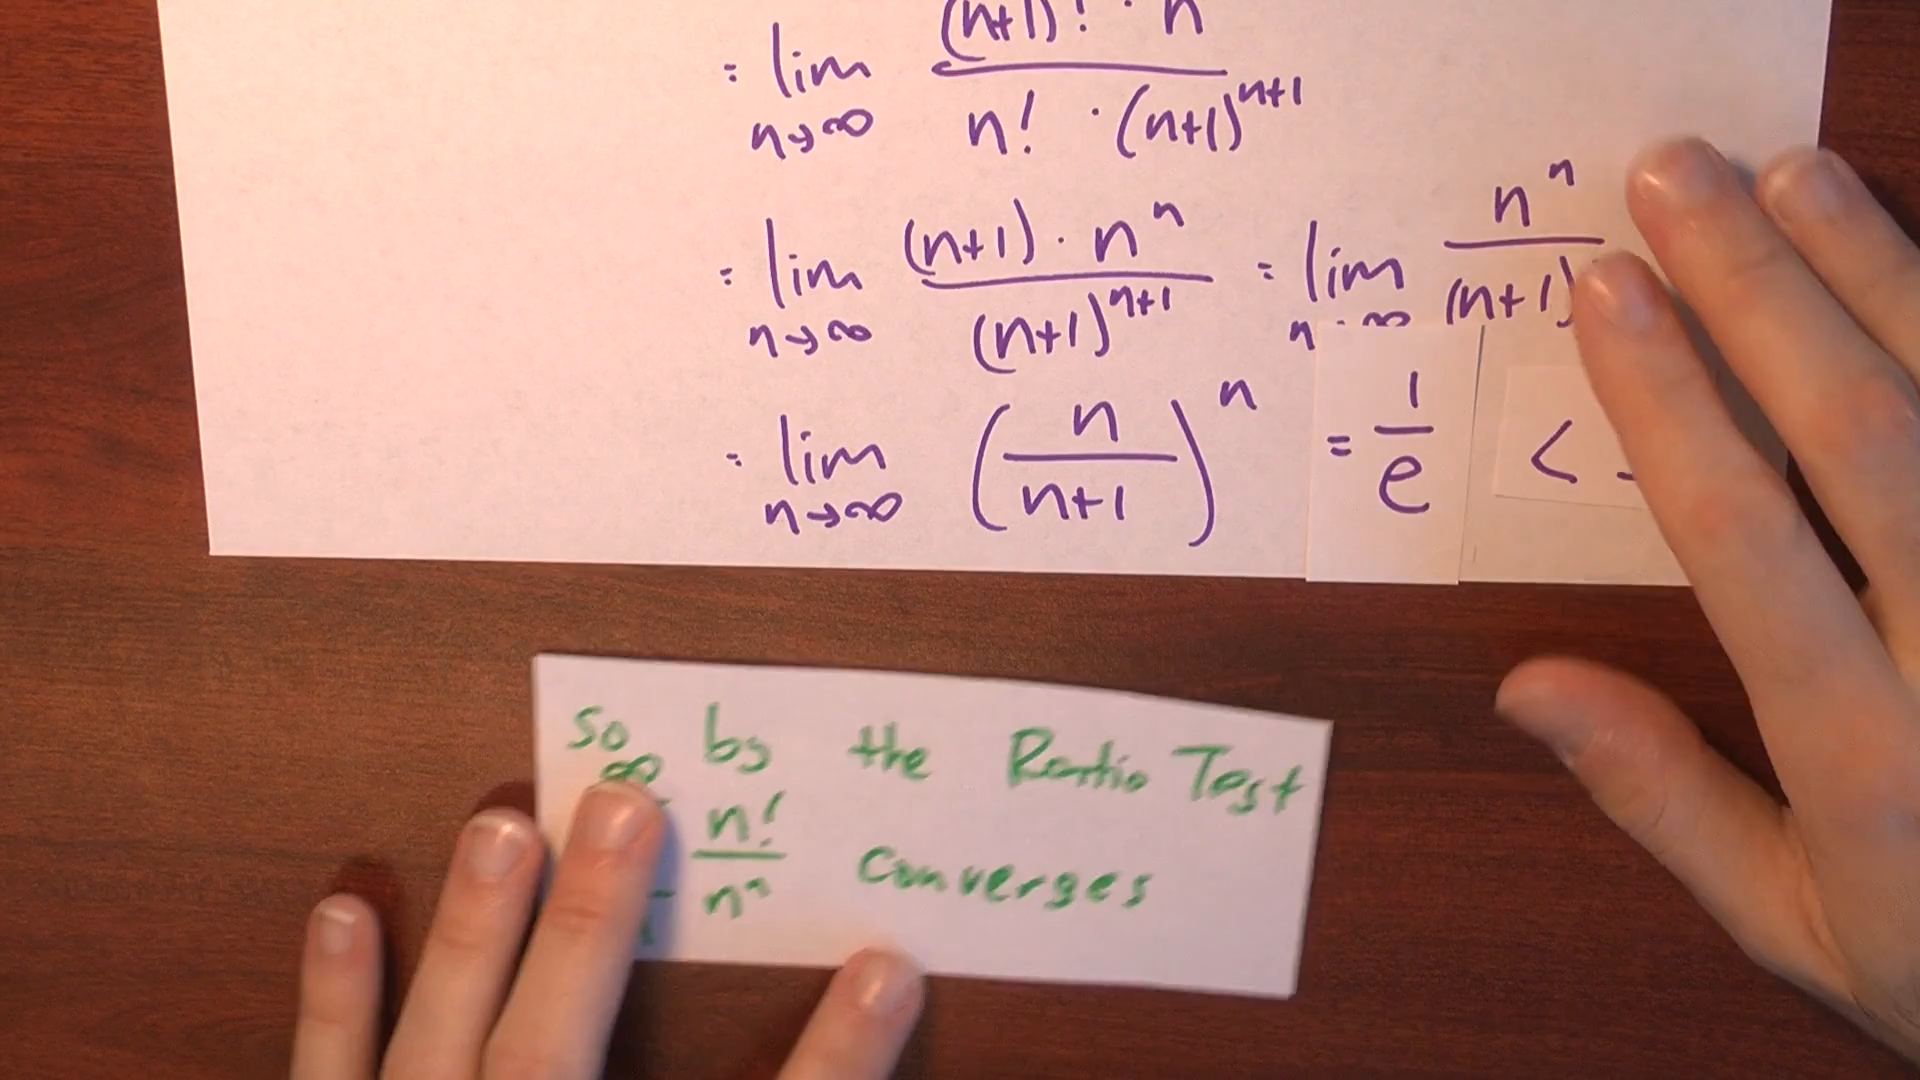 = lim n→∞ (n+1)! · n / n! · (n+1)^{n+1}
= lim n→∞ (n+1) · n^n / (n+1)^{n+1} = lim n→∞ n^n / (n+1)
= lim n→∞ (n / n+1)^n = 1/e <
So by the Ratio Test
∞ n! / n^n converges